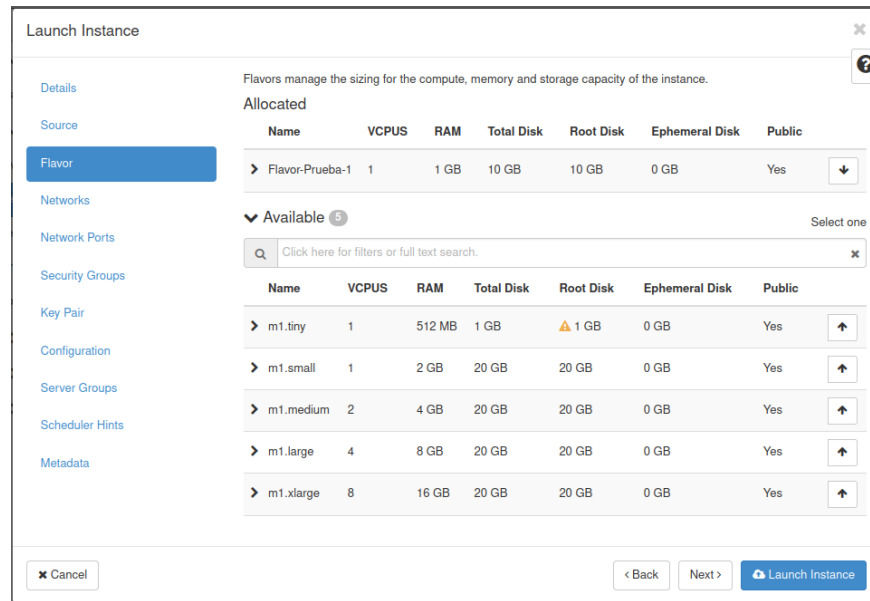 Launch Instance
Details
Source
Flavor
Networks
Network Ports
Security Groups
Key Pair
Configuration
Server Groups
Scheduler Hints
Metadata
Flavors manage the sizing for the compute, memory and storage capacity of the instance.
Allocated
Name VCPUS RAM Total Disk Root Disk Ephemeral Disk Public
Flavor-Prueba-1 1 1 GB 10 GB 10 GB 0 GB Yes
Available 5
Select one
Click here for filters or full text search.
Name VCPUS RAM Total Disk Root Disk Ephemeral Disk Public
m1.tiny 1 512 MB 1 GB 1 GB 0 GB Yes
m1.small 1 2 GB 20 GB 20 GB 0 GB Yes
m1.medium 2 4 GB 20 GB 20 GB 0 GB Yes
m1.large 4 8 GB 20 GB 20 GB 0 GB Yes
m1.xlarge 8 16 GB 20 GB 20 GB 0 GB Yes
Cancel
< Back
Next >
Launch Instance